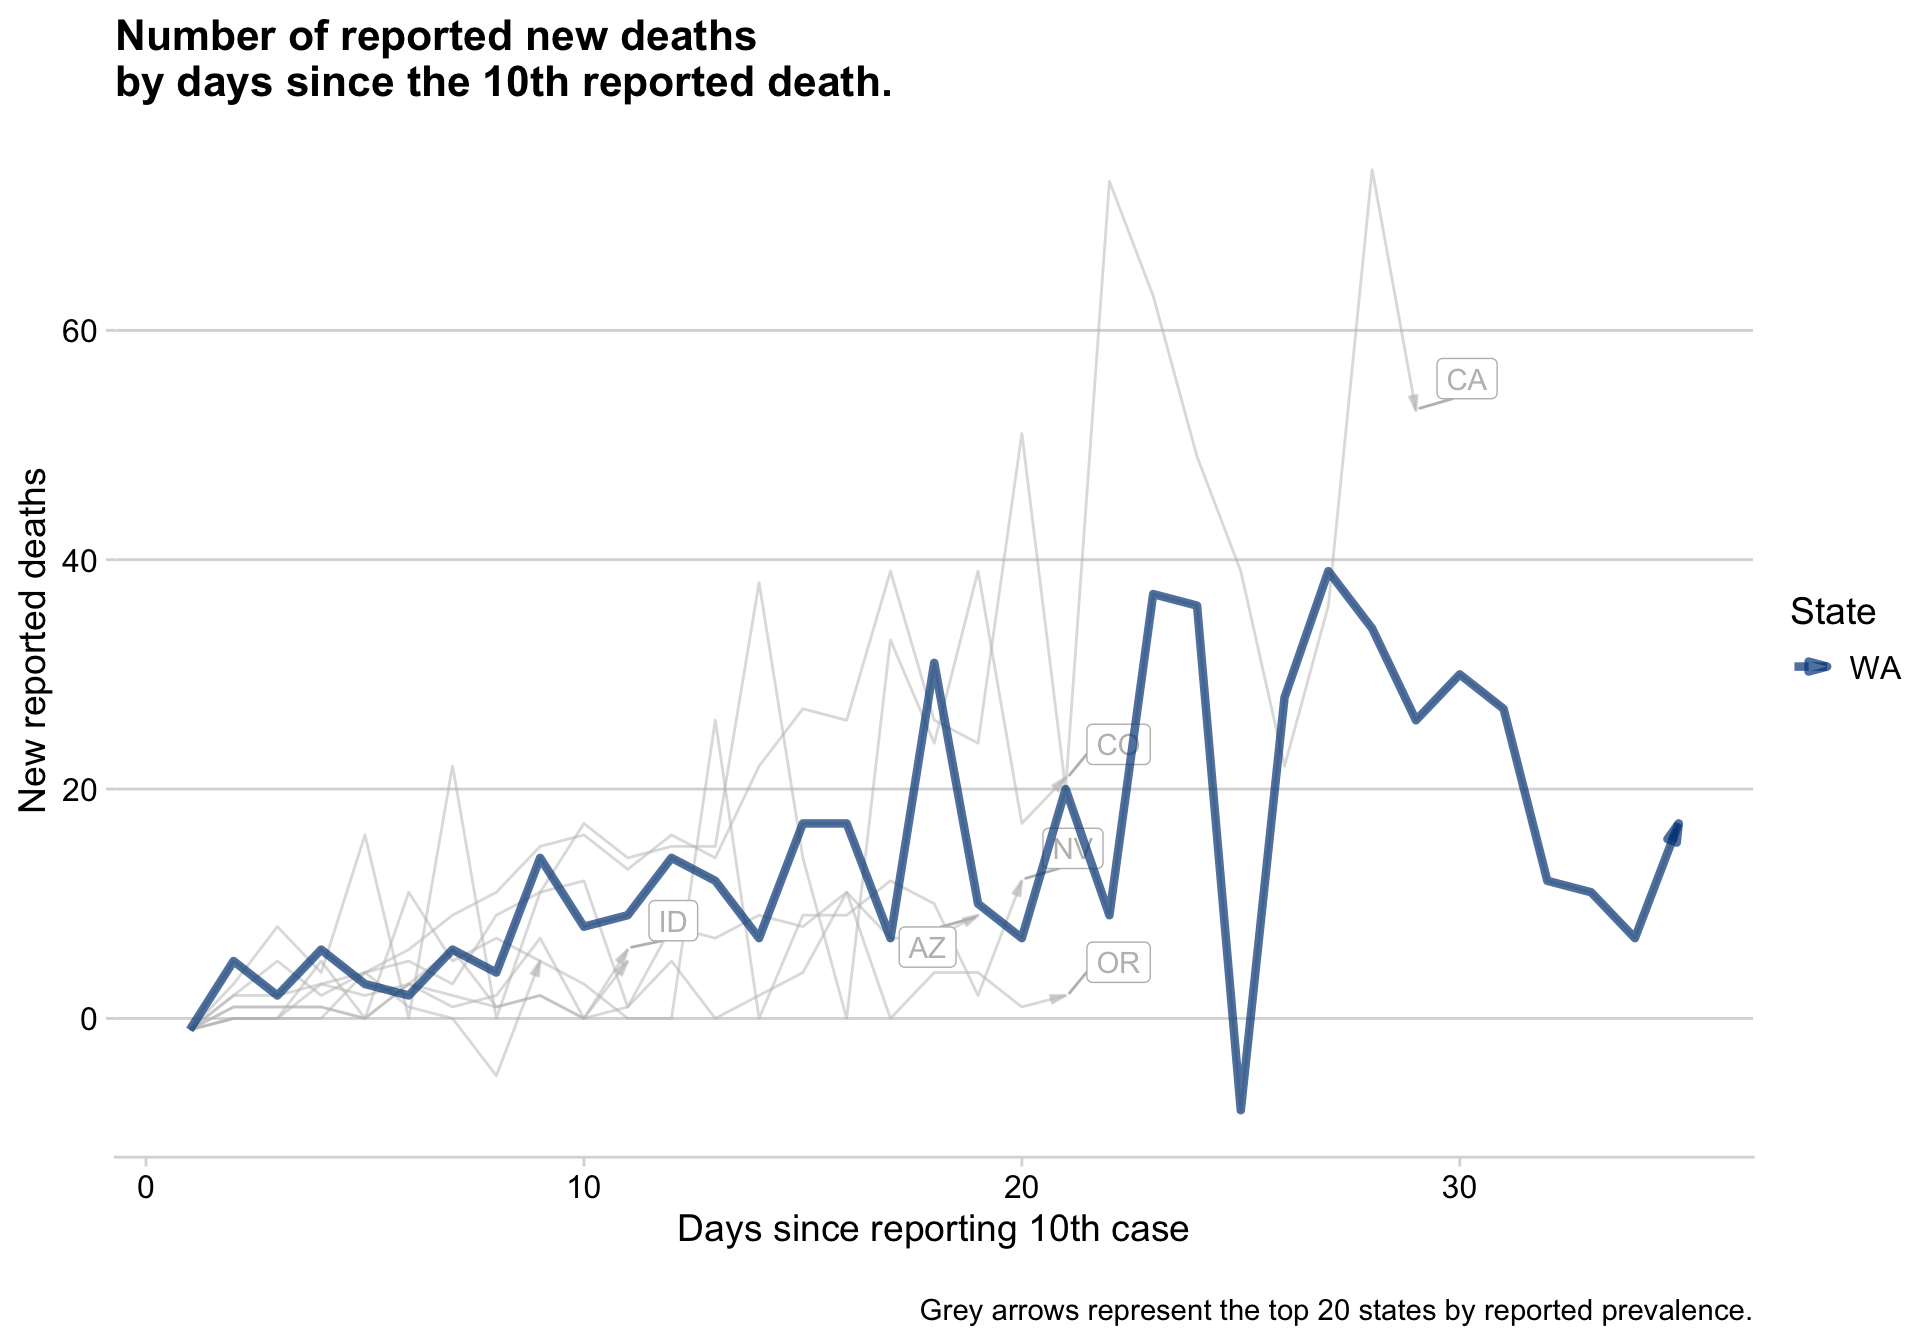 Number of reported new deaths
by days since the 10th reported death.
New reported deaths
60
40
20
0
CA
CO
NV
ID
AZ
OR
State
WA
0 10 20 30
Days since reporting 10th case
Grey arrows represent the top 20 states by reported prevalence.